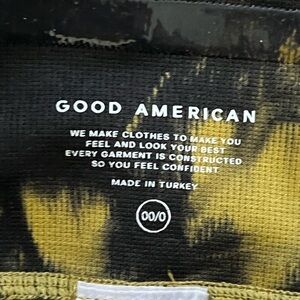 GOOD AMERICAN
WE MAKE CLOTHES TO MAKE YOU
FEEL AND LOOK YOUR BEST
EVERY GARMENT IS CONSTRUCTED
SO YOU FEEL CONFIDENT
MADE IN TURKEY
00/0